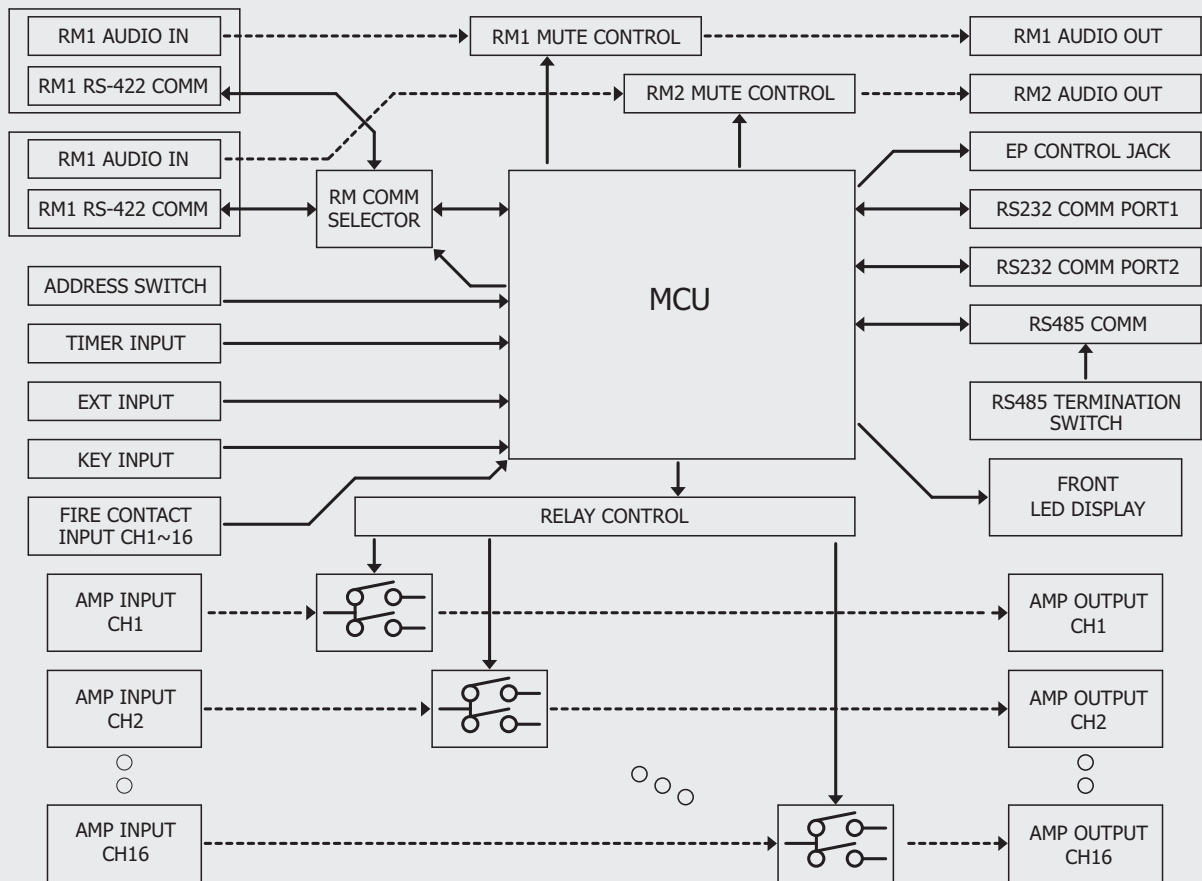 RM1 AUDIO IN
RM1 MUTE CONTROL
RM1 AUDIO OUT
RM1 RS-422 COMM
RM2 MUTE CONTROL
RM2 AUDIO OUT
RM1 AUDIO IN
EP CONTROL JACK
RM1 RS-422 COMM
RM COMM
SELECTOR
RS232 COMM PORT1
ADDRESS SWITCH
MCU
RS232 COMM PORT2
TIMER INPUT
RS485 COMM
EXT INPUT
RS485 TERMINATION
SWITCH
KEY INPUT
FIRE CONTACT
INPUT CH1~16
RELAY CONTROL
FRONT
LED DISPLAY
AMP INPUT
CH1
AMP OUTPUT
CH1
AMP INPUT
CH2
AMP OUTPUT
CH2
AMP INPUT
CH16
AMP OUTPUT
CH16